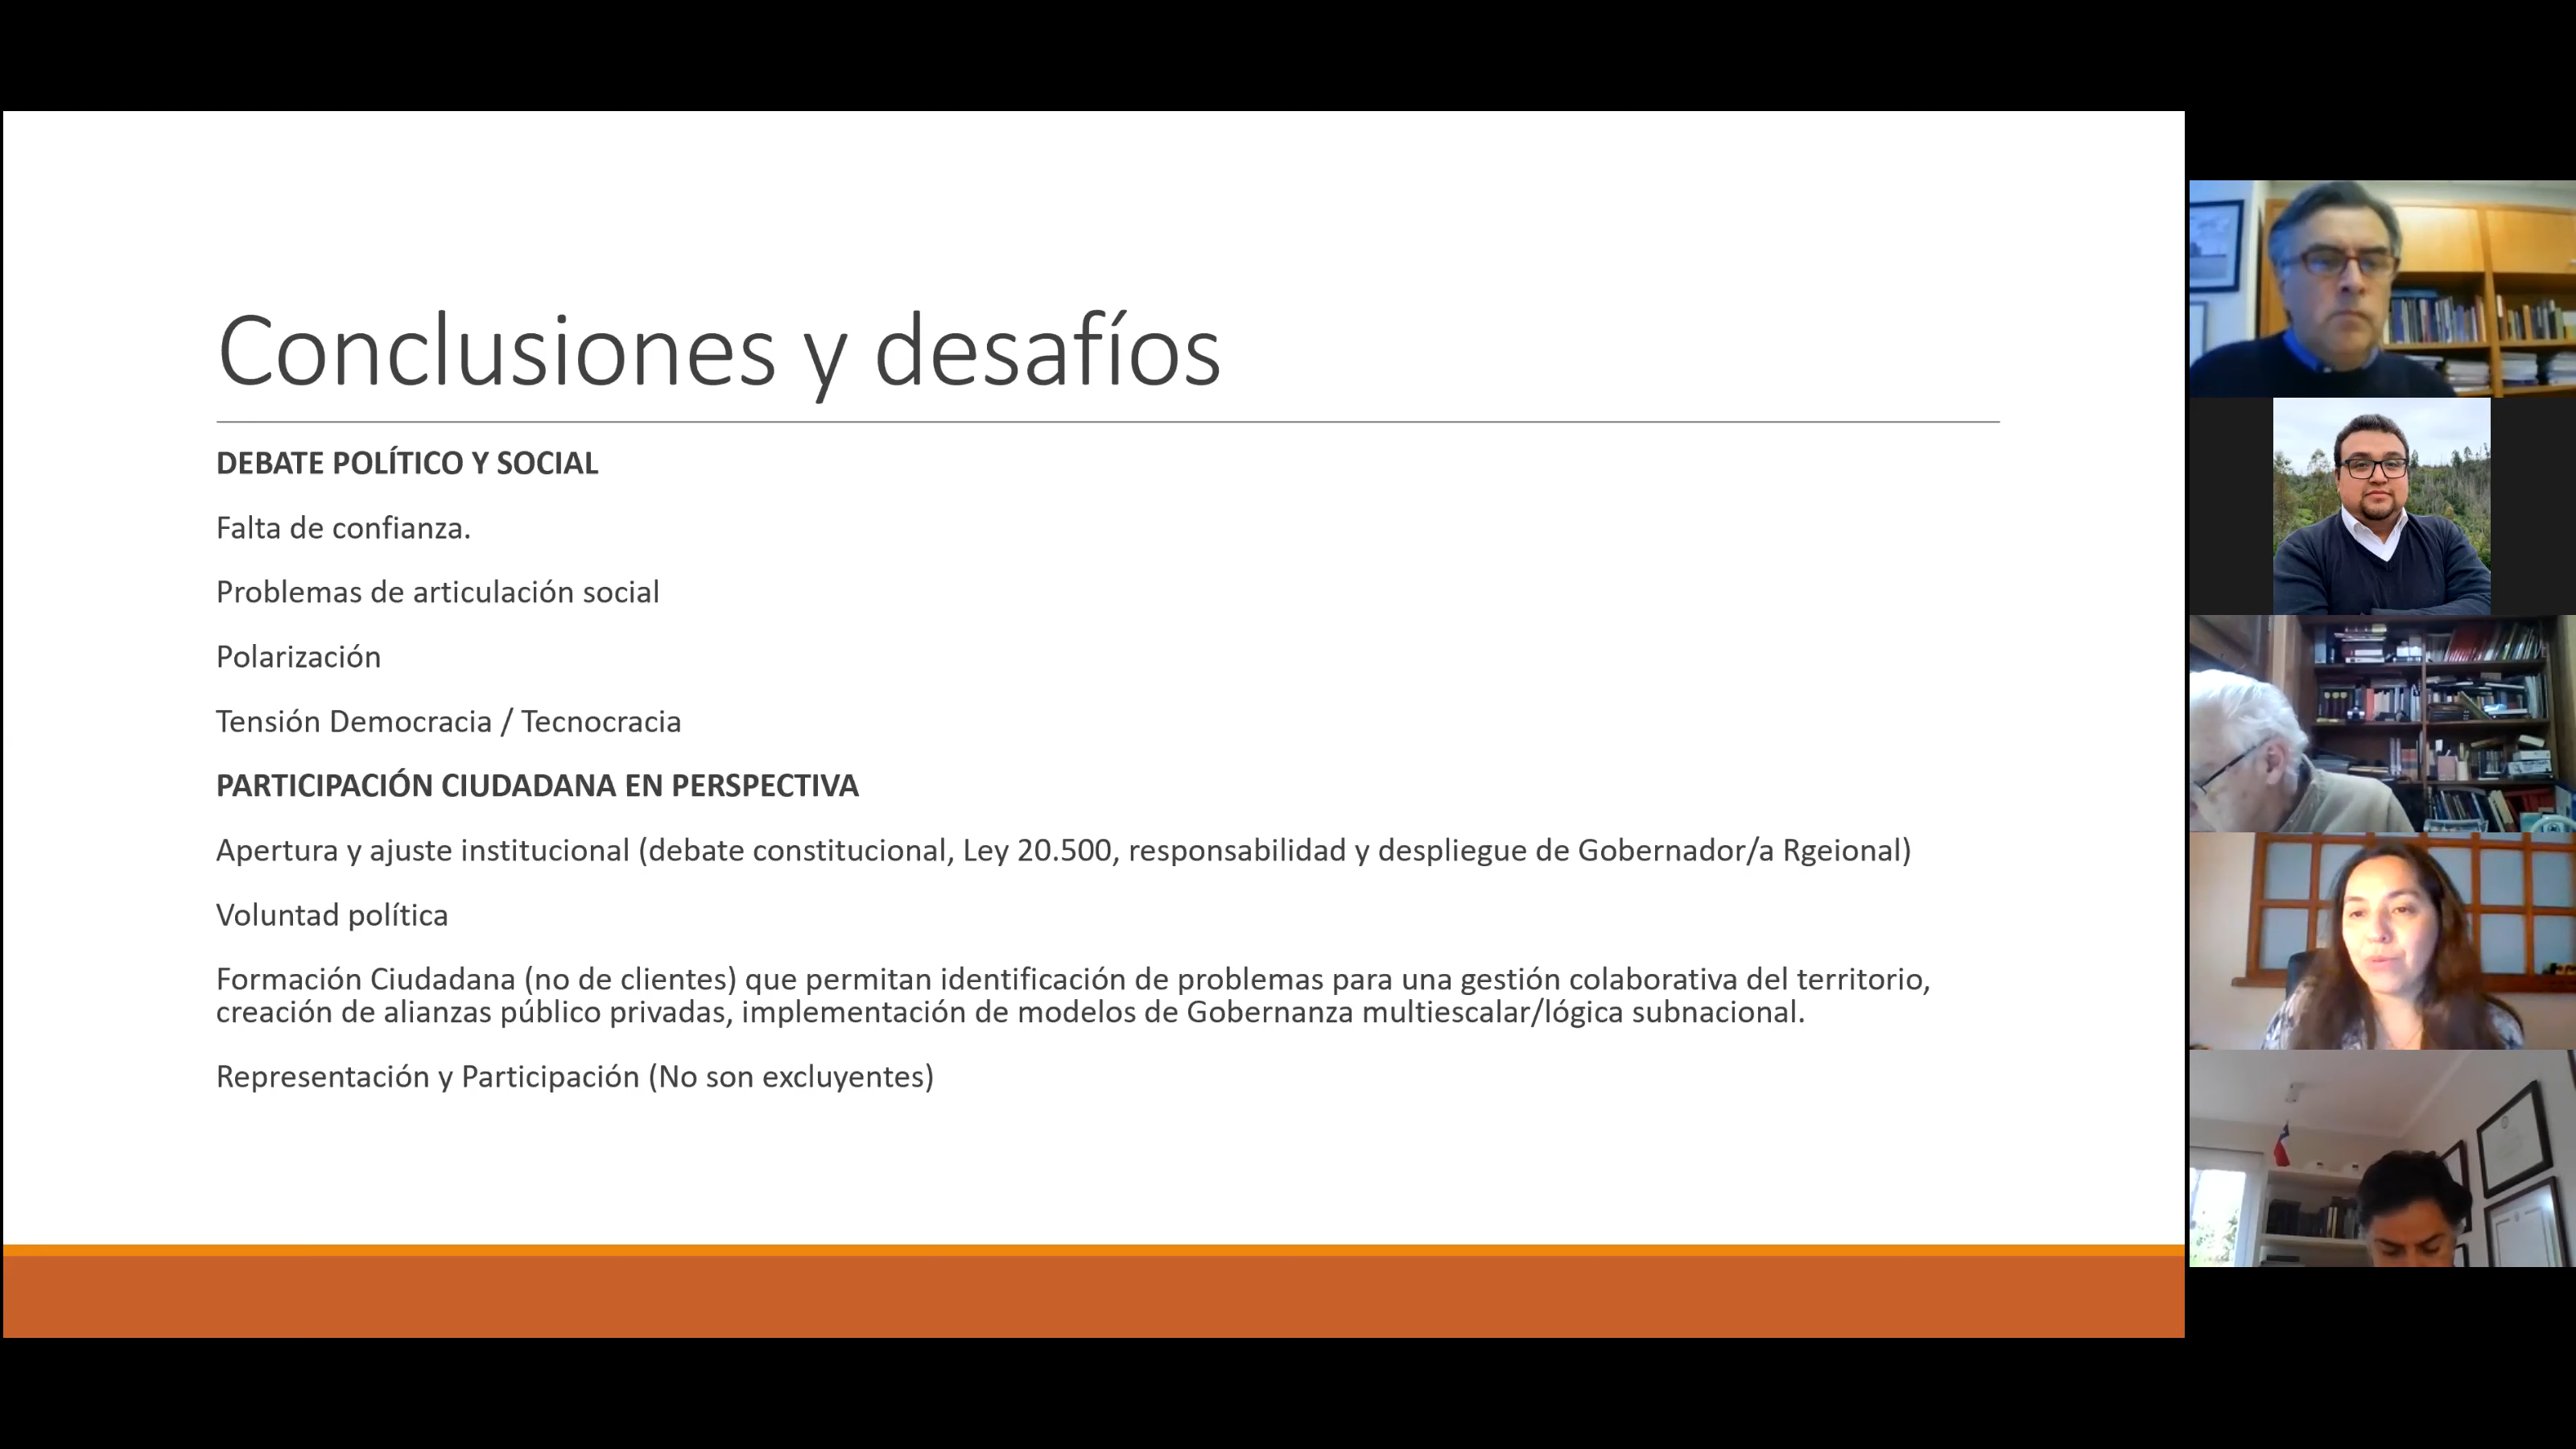 Conclusiones y desafíos
DEBATE POLÍTICO Y SOCIAL
Falta de confianza.
Problemas de articulación social
Polarización
Tensión Democracia / Tecnocracia
PARTICIPACIÓN CIUDADANA EN PERSPECTIVA
Apertura y ajuste institucional (debate constitucional, Ley 20.500, responsabilidad y despliegue de Gobernador/a Rgeional)
Voluntad política
Formación Ciudadana (no de clientes) que permitan identificación de problemas para una gestión colaborativa del territorio,
creación de alianzas público privadas, implementación de modelos de Gobernanza multiescalar/lógica subnacional.
Representación y Participación (No son excluyentes)